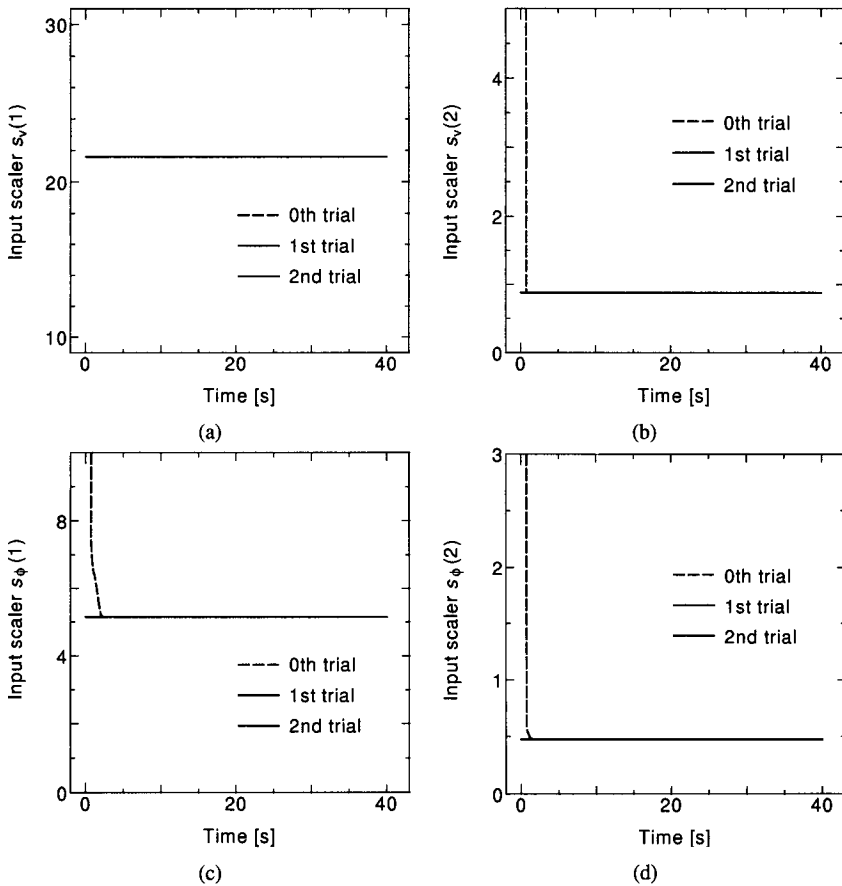 30
20
10
Input scaler s_v(1)
0th trial
1st trial
2nd trial
0 20 40
Time [s]
(a)
4
2
0
Input scaler s_v(2)
0th trial
1st trial
2nd trial
0 20 40
Time [s]
(b)
8
4
0
Input scaler s_ϕ(1)
0th trial
1st trial
2nd trial
0 20 40
Time [s]
(c)
3
2
1
0
Input scaler s_ϕ(2)
0th trial
1st trial
2nd trial
0 20 40
Time [s]
(d)